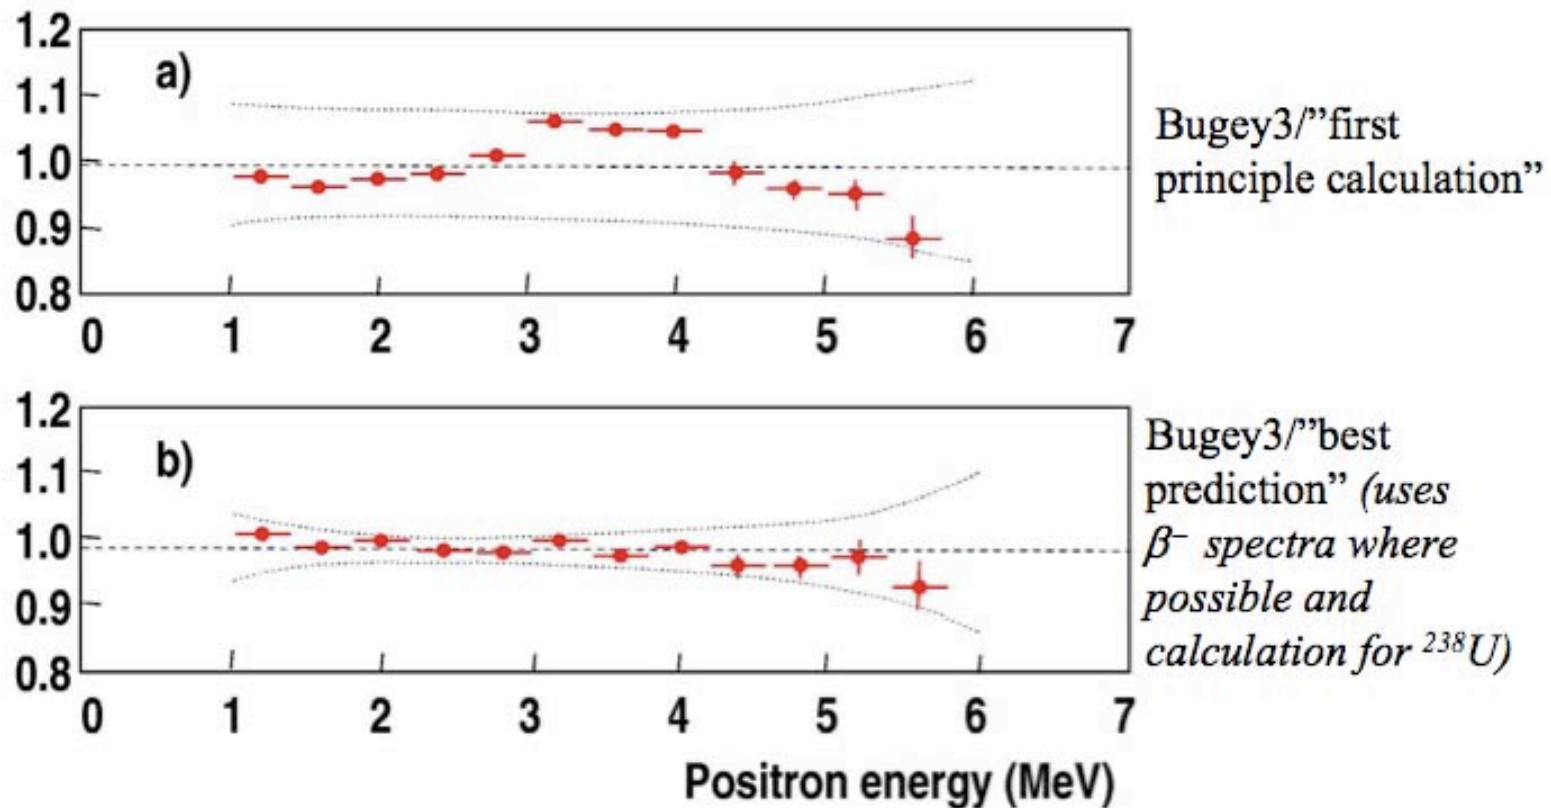 1.2
a)
1.1
1.0
0.9
0.8
0 1 2 3 4 5 6 7
Bugey3/”first
principle calculation”
1.2
b)
1.1
1.0
0.9
0.8
0 1 2 3 4 5 6 7
Positron energy (MeV)
Bugey3/”best
prediction” (uses
β⁻ spectra where
possible and
calculation for ²³⁸U)